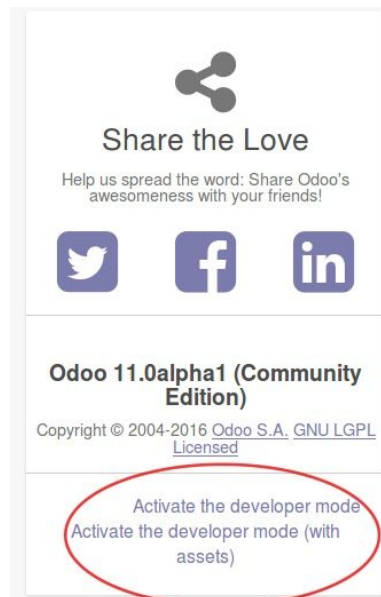 Share the Love
Help us spread the word: Share Odoo's
awesomeness with your friends!
in
Odoo 11.0alpha1 (Community
Edition)
Copyright © 2004-2016 Odoo S.A. GNU LGPL
Licensed
Activate the developer mode
Activate the developer mode (with
assets)